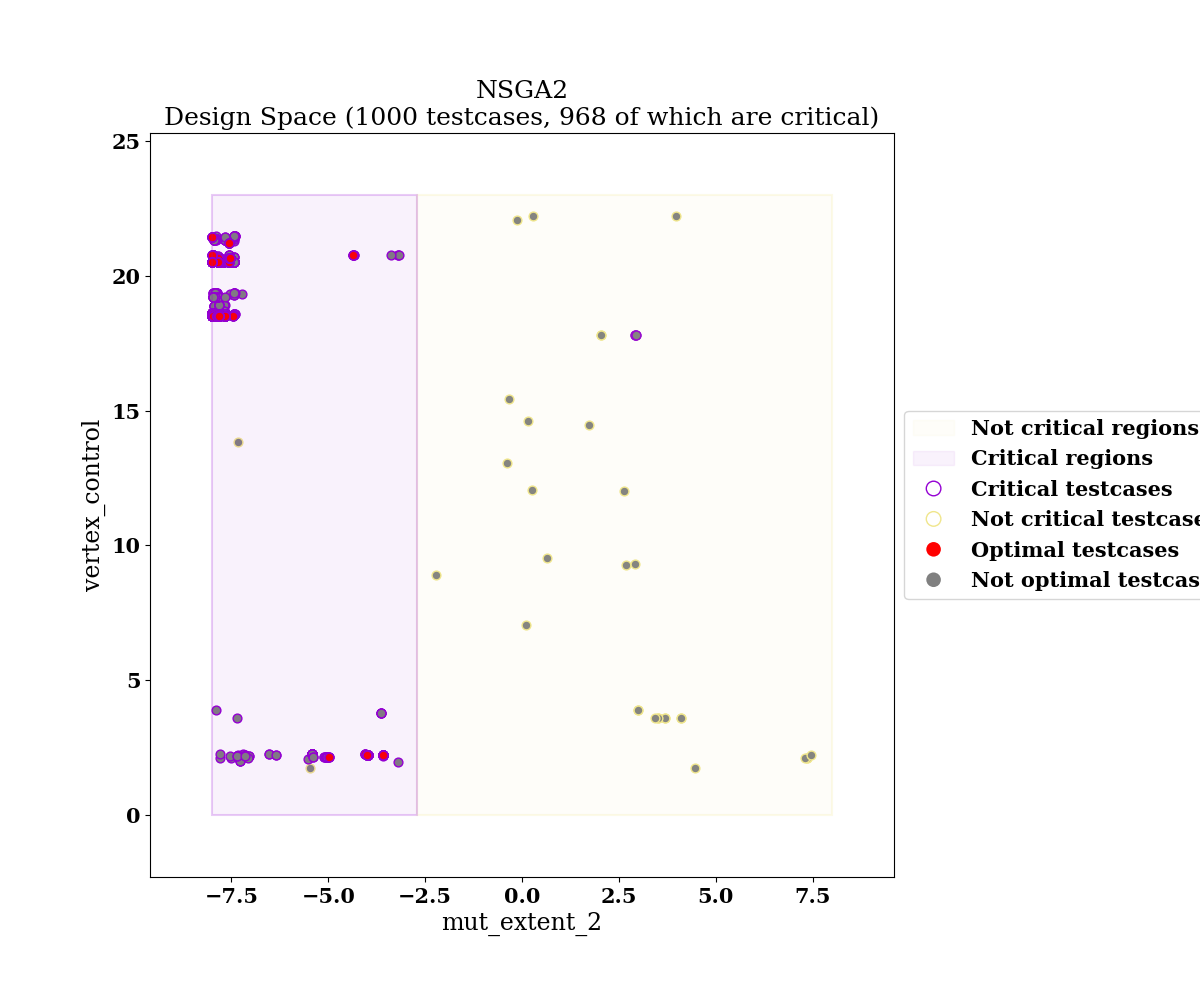 NSGA2
Design Space (1000 testcases, 968 of which are critical)
25
20
15
10
5
0
vertex_control
−7.5 −5.0 −2.5 0.0 2.5 5.0 7.5
mut_extent_2
Not critical regions
Critical regions
Critical testcases
Not critical testcase
Optimal testcases
Not optimal testcas